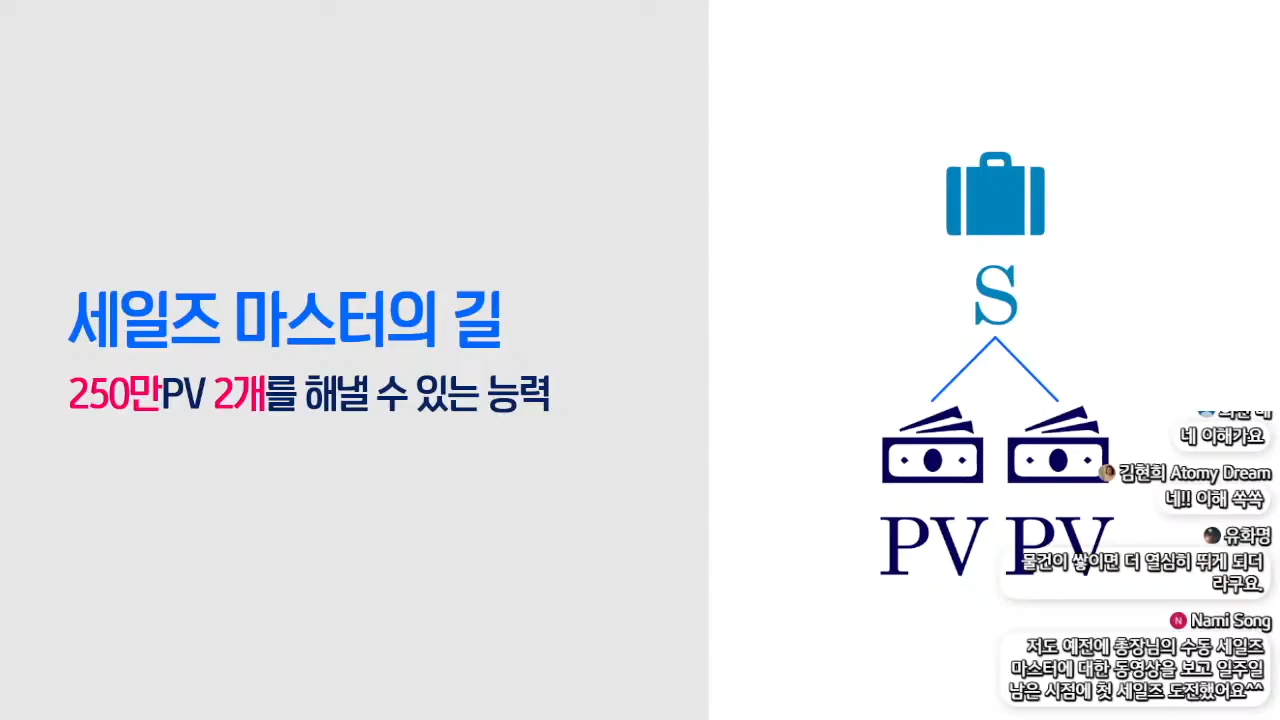 세일즈 마스터의 길
250만PV 2개를 해낼 수 있는 능력
S
PV PV
네 이해가요
김현희 Atomy Dream
네!! 이해 쏙쏙
유화명
물건이 쌓이면 더 열심히 뛰게 되더
라구요.
N Nami Song
저도 예전에 총장님의 수동 세일즈
마스터에 대한 동영상을 보고 일주일
남은 시점에 첫 세일즈 도전했어요^^